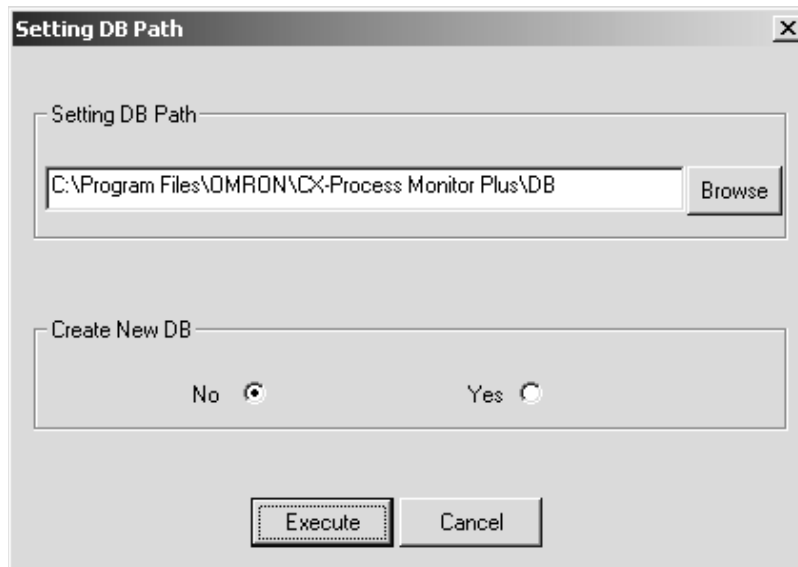 Setting DB Path
Setting DB Path
C:\Program Files\OMRON\CX-Process Monitor Plus\DB
Browse
Create New DB
No
Yes
Execute
Cancel